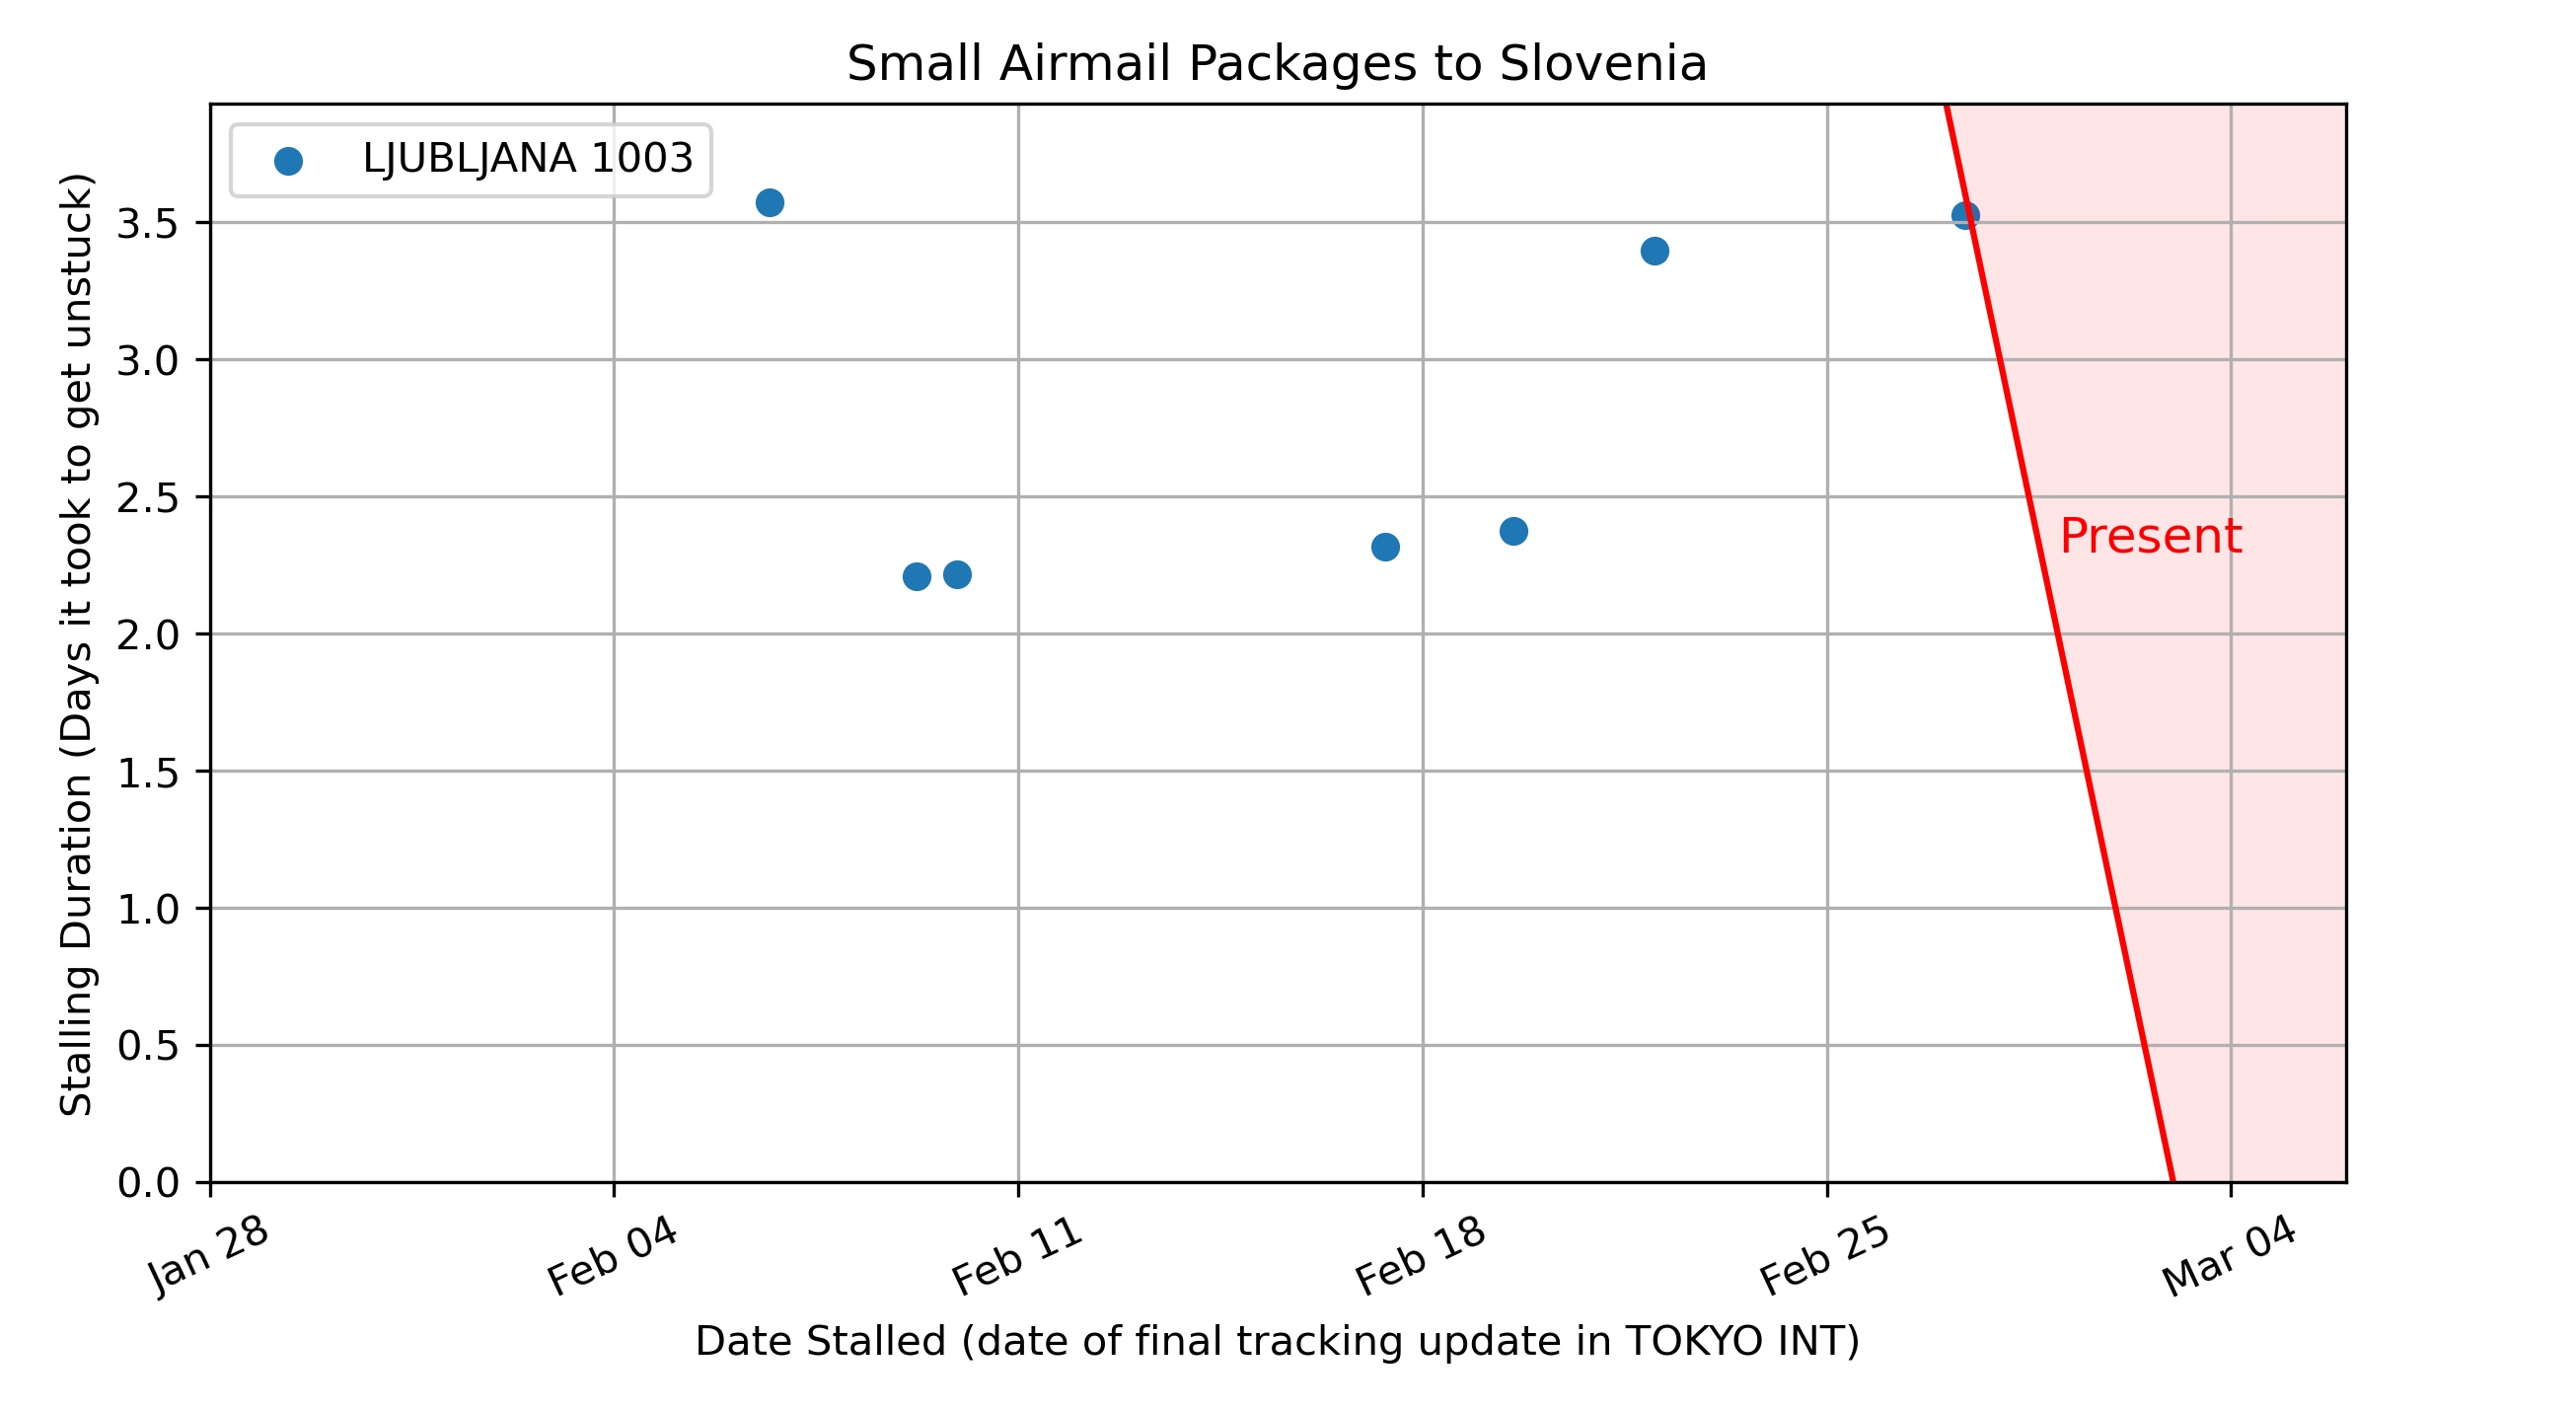 Small Airmail Packages to Slovenia
LJUBLJANA 1003
Stalling Duration (Days it took to get unstuck)
3.5
3.0
2.5
2.0
1.5
1.0
0.5
0.0
Present
Jan 28
Feb 04
Feb 11
Feb 18
Feb 25
Mar 04
Date Stalled (date of final tracking update in TOKYO INT)